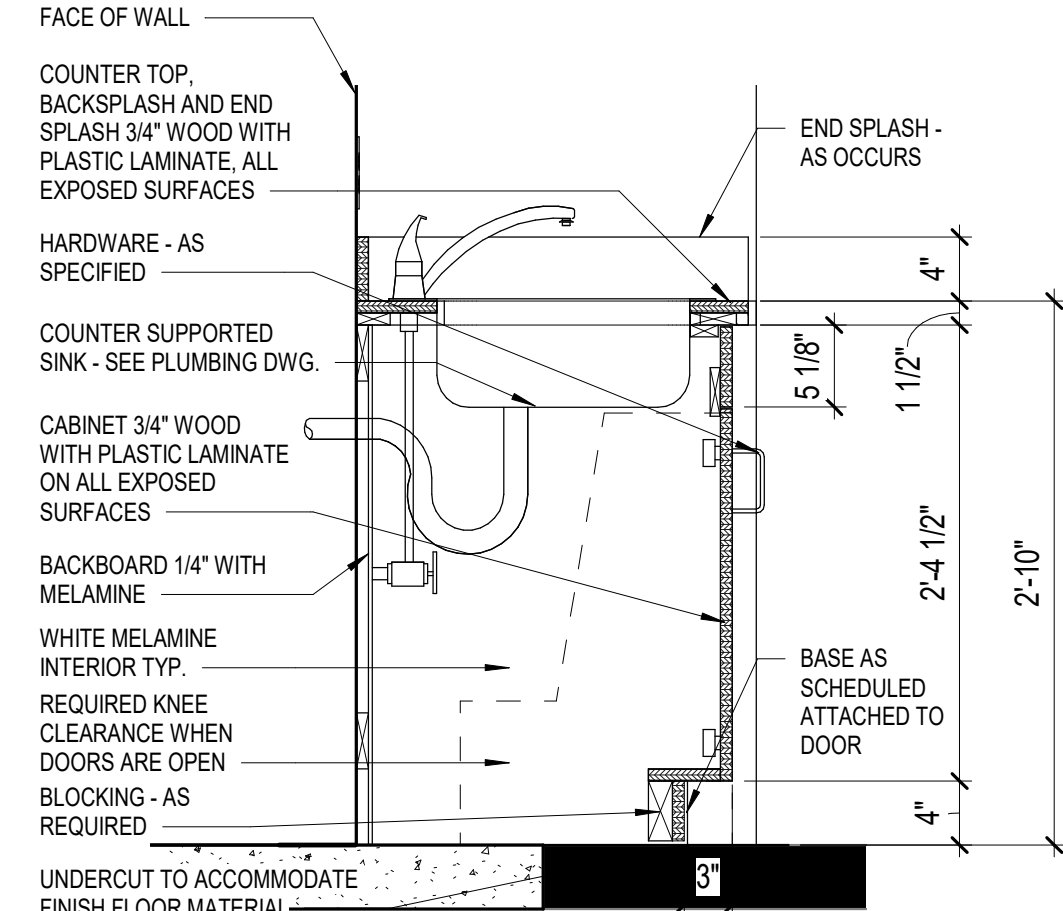 FACE OF WALL
COUNTER TOP,
BACKSPLASH AND END
SPLASH 3/4" WOOD WITH
PLASTIC LAMINATE, ALL
EXPOSED SURFACES
HARDWARE - AS
SPECIFIED
COUNTER SUPPORTED
SINK - SEE PLUMBING DWG.
CABINET 3/4" WOOD
WITH PLASTIC LAMINATE
ON ALL EXPOSED
SURFACES
BACKBOARD 1/4" WITH
MELAMINE
WHITE MELAMINE
INTERIOR TYP.
REQUIRED KNEE
CLEARANCE WHEN
DOORS ARE OPEN
BLOCKING - AS
REQUIRED
UNDERCUT TO ACCOMMODATE
FINISH FLOOR MATERIAL
END SPLASH -
AS OCCURS
4"
5 1/8"
1 1/2"
2'-4 1/2"
2'-10"
BASE AS
SCHEDULED
ATTACHED TO
DOOR
4"
3"